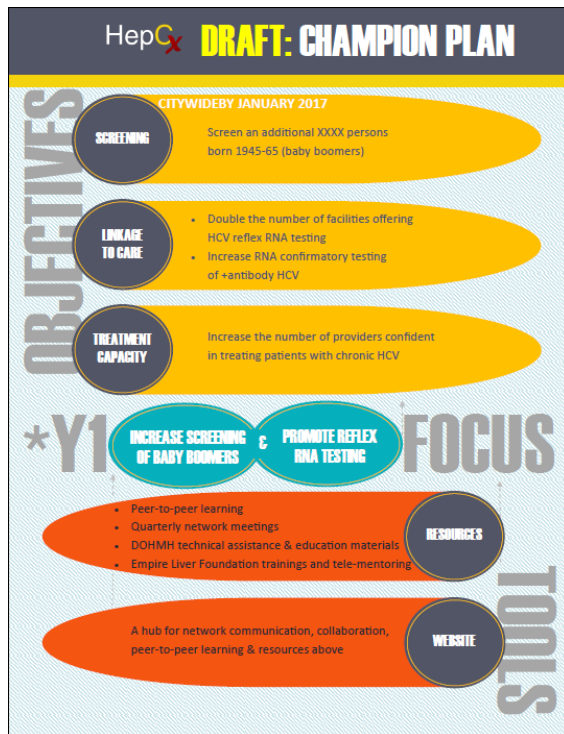 HepCx
DRAFT: CHAMPION PLAN
OBJECTIVES
CITYWIDEBY JANUARY 2017
SCREENING
Screen an additional XXXX persons
born 1945-65 (baby boomers)
LINKAGE
TO CARE
• Double the number of facilities offering
HCV reflex RNA testing
• Increase RNA confirmatory testing
of +antibody HCV
TREATMENT
CAPACITY
Increase the number of providers confident
in treating patients with chronic HCV
*Y1
INCREASE SCREENING
OF BABY BOOMERS
&
PROMOTE REFLEX
RNA TESTING
FOCUS
• Peer-to-peer learning
• Quarterly network meetings
• DOHMH technical assistance & education materials
• Empire Liver Foundation trainings and tele-mentoring
RESOURCES
TOOLS
A hub for network communication, collaboration,
peer-to-peer learning & resources above
WEBSITE